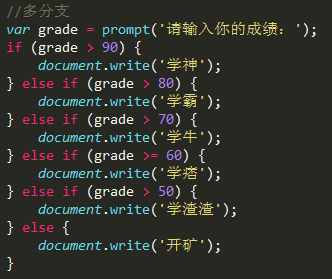 //多分支
var grade = prompt('请输入你的成绩：');
if (grade > 90) {
    document.write('学神');
} else if (grade > 80) {
    document.write('学霸');
} else if (grade > 70) {
    document.write('学牛');
} else if (grade >= 60) {
    document.write('学痞');
} else if (grade > 50) {
    document.write('学渣渣');
} else {
    document.write('开矿');
}